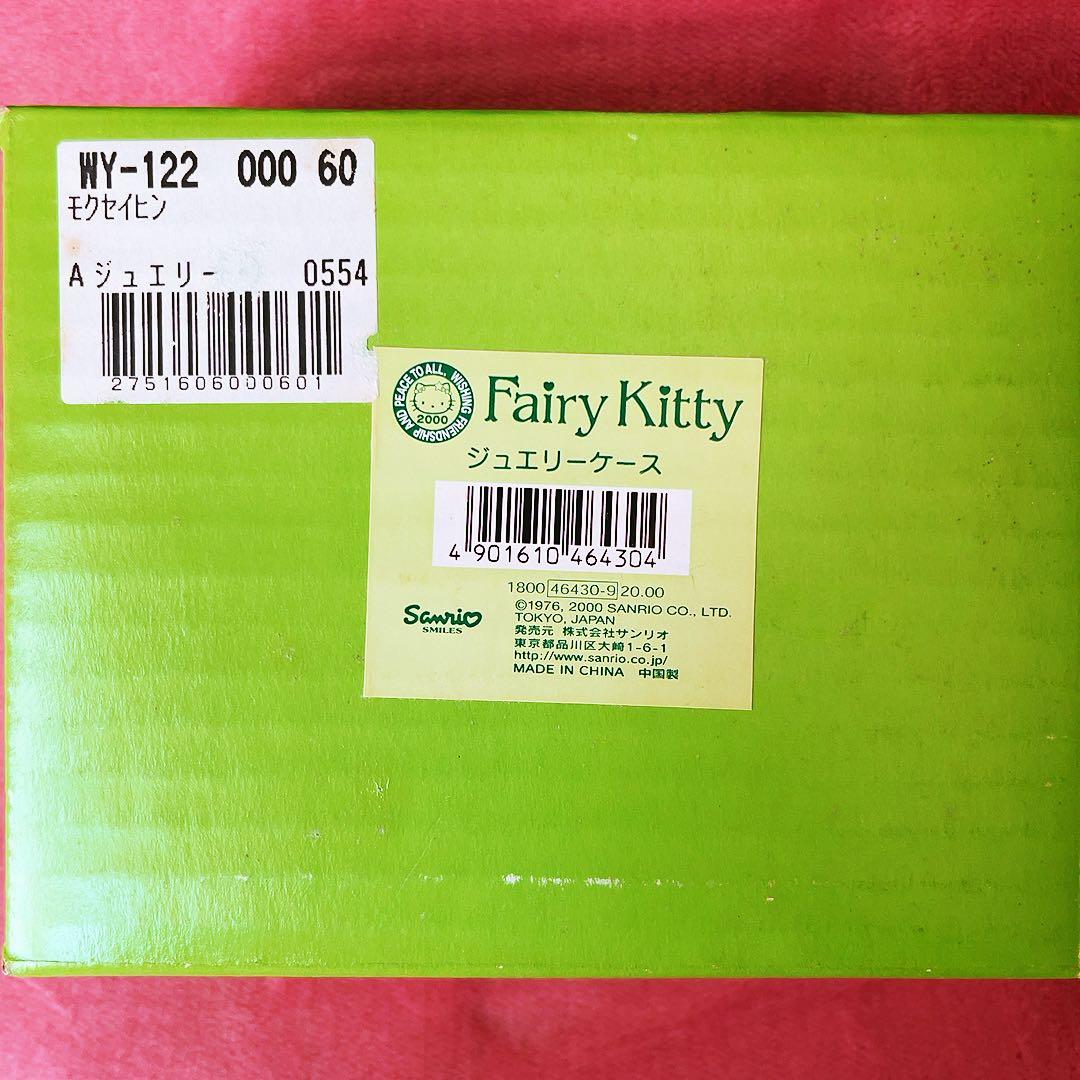 WY-122 000 60
モクセイヒン
A ジュエリー 0554
2751606000601
PEACE TO ALL. WISHING FRIENDSHIP AND
2000
Fairy Kitty
ジュエリーケース
4 901610 464304
1800 46430-9 20.00
©1976, 2000 SANRIO CO., LTD.
TOKYO, JAPAN
Sanrio
SMILES
発売元 株式会社サンリオ
東京都品川区大崎1-6-1
http://www.sanrio.co.jp/
MADE IN CHINA 中国製